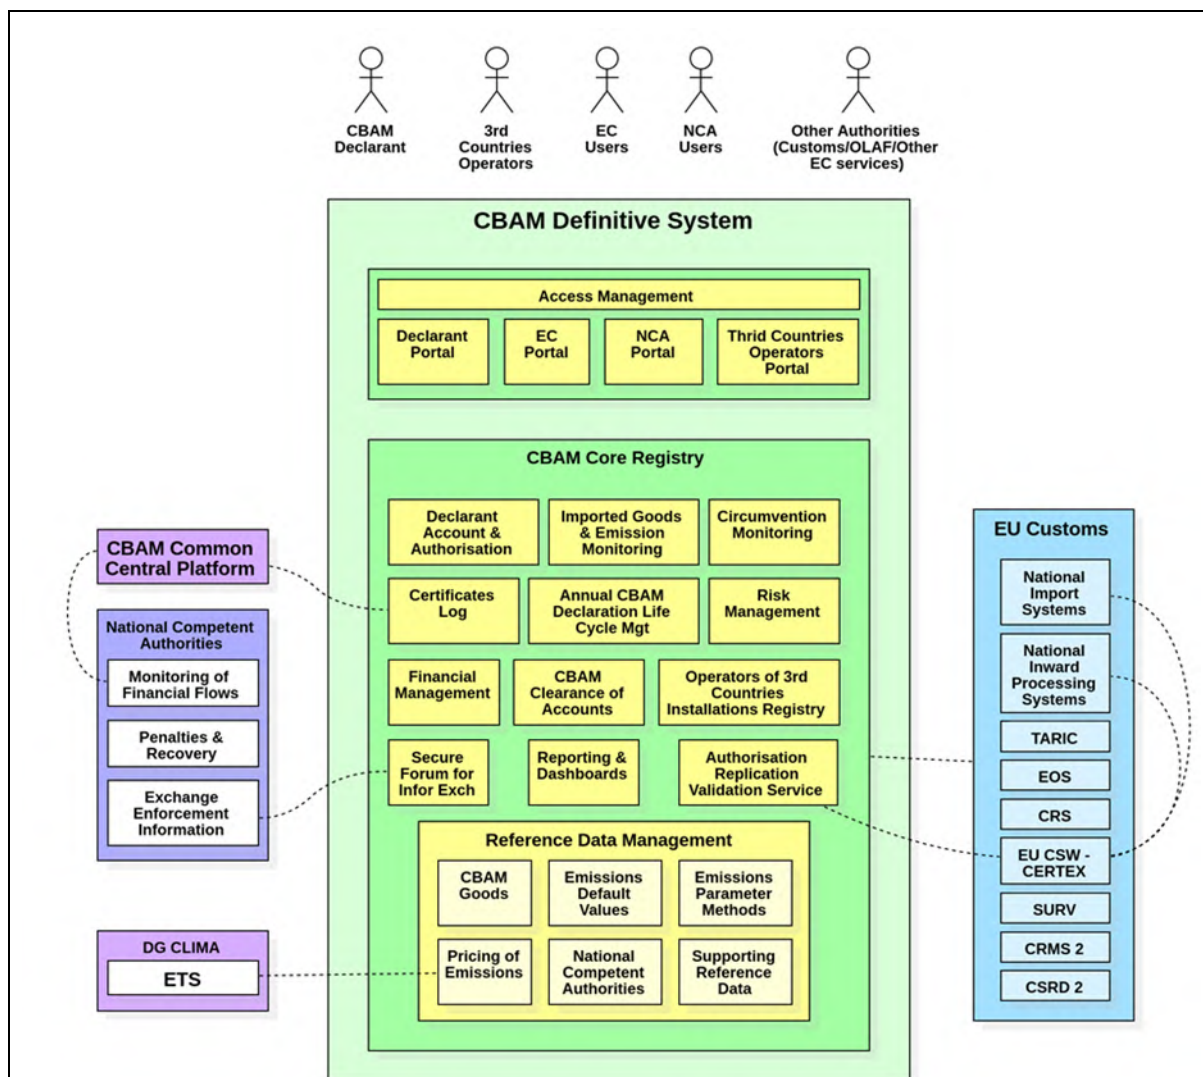 CBAM
Declarant
3rd
Countries
Operators
EC
Users
NCA
Users
Other Authorities
(Customs/OLAF/Other
EC services)
CBAM Definitive System
Access Management
Declarant
Portal
EC
Portal
NCA
Portal
Thrid Countries
Operators
Portal
CBAM Core Registry
Declarant
Account &
Authorisation
Imported Goods
& Emission
Monitoring
Circumvention
Monitoring
Certificates
Log
Annual CBAM
Declaration Life
Cycle Mgt
Risk
Management
Financial
Management
CBAM
Clearance of
Accounts
Operators of 3rd
Countries
Installations Registry
Secure
Forum for
Infor Exch
Reporting &
Dashboards
Authorisation
Replication
Validation Service
Reference Data Management
CBAM
Goods
Emissions
Default
Values
Emissions
Parameter
Methods
Pricing of
Emissions
National
Competent
Authorities
Supporting
Reference
Data
CBAM Common
Central Platform
National Competent
Authorities
Monitoring of
Financial Flows
Penalties &
Recovery
Exchange
Enforcement
Information
DG CLIMA
ETS
EU Customs
National
Import
Systems
National
Inward
Processing
Systems
TARIC
EOS
CRS
EU CSW -
CERTEX
SURV
CRMS 2
CSRD 2